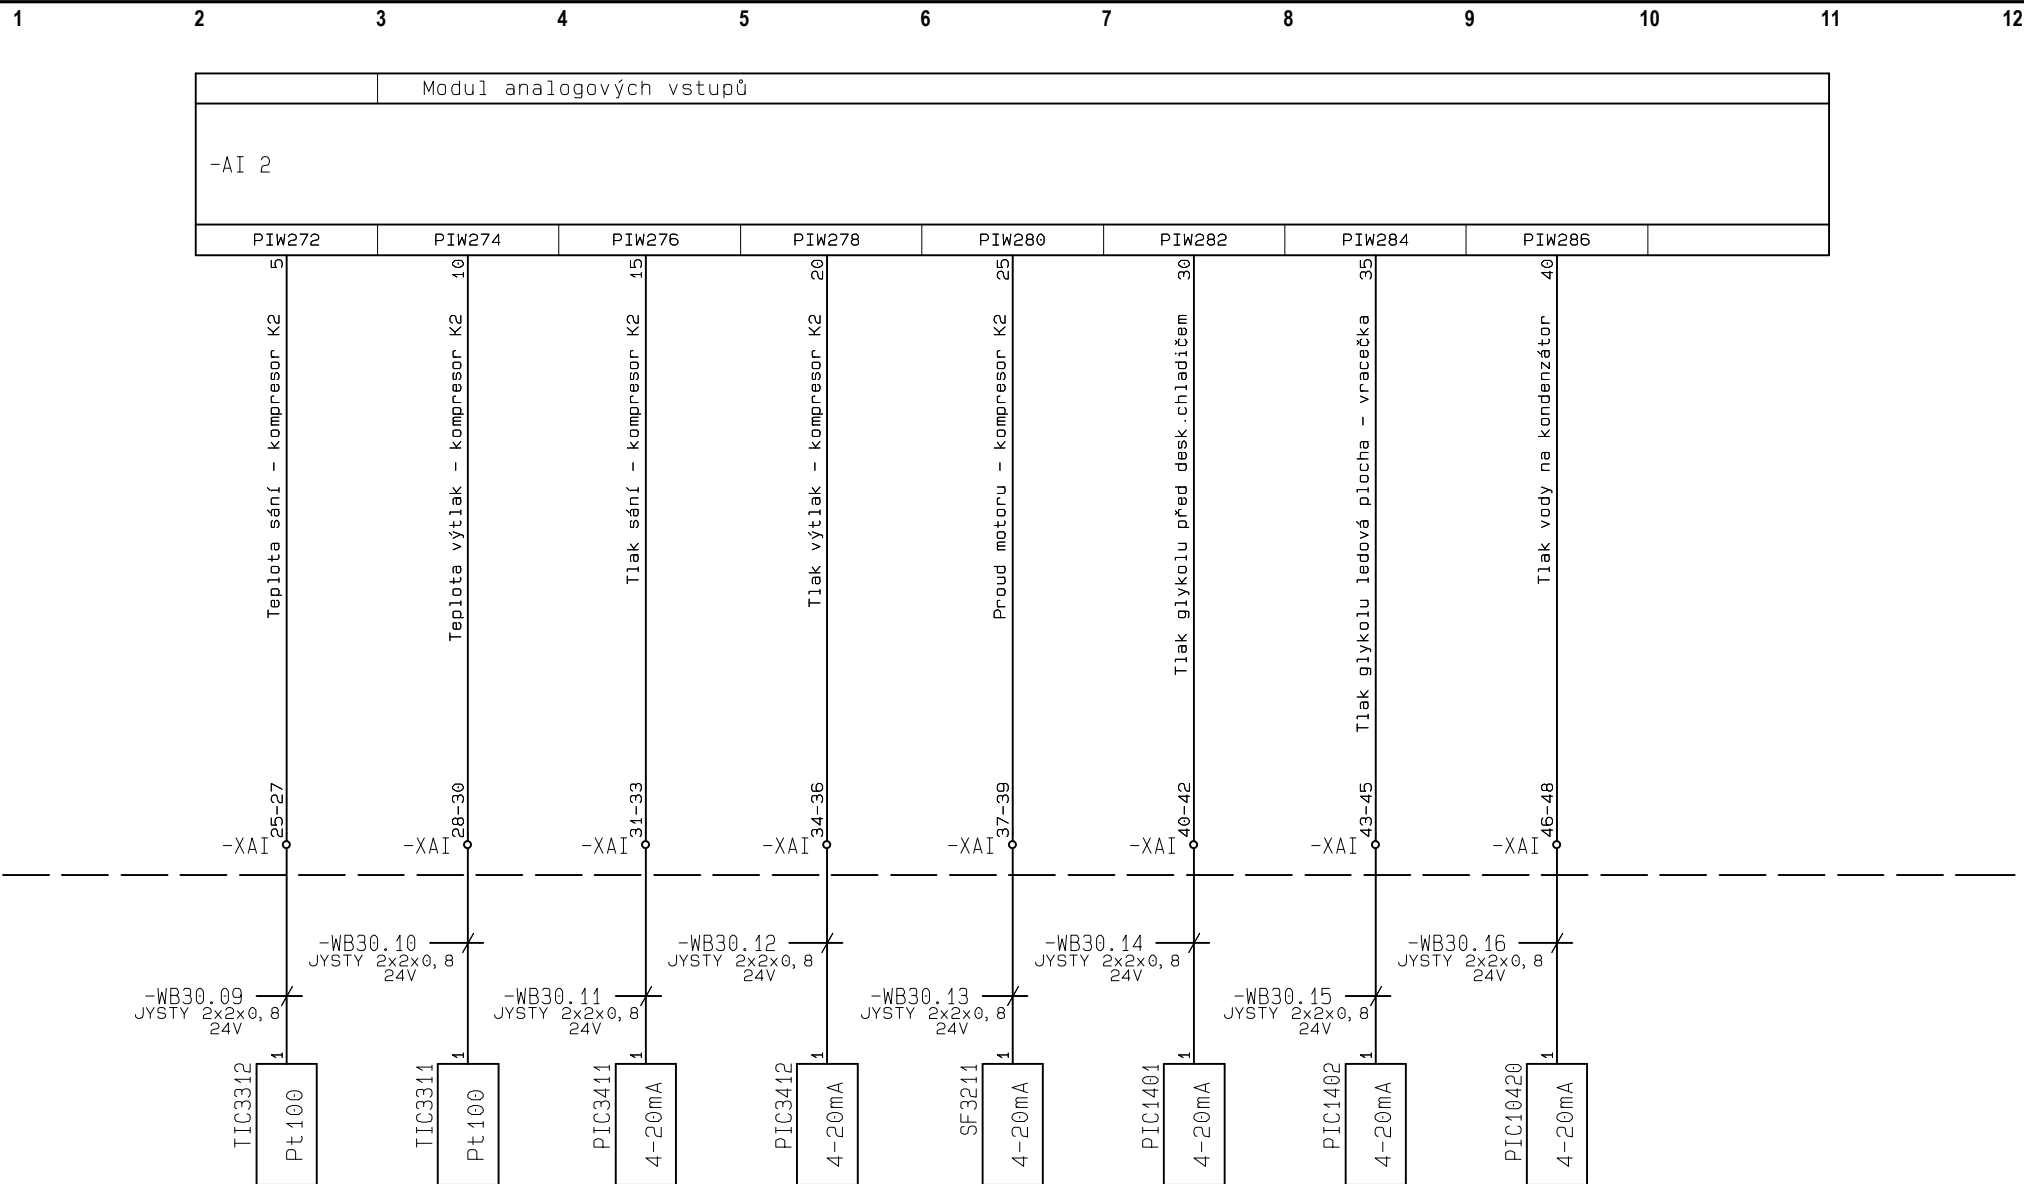 1 2 3 4 5 6 7 8 9 10 11 12
Modul analogových vstupů
-AI 2
PIW272 PIW274 PIW276 PIW278 PIW280 PIW282 PIW284 PIW286
5 10 15 20 25 30 35 40
Teplota sání - kompresor K2
Teplota výtlak - kompresor K2
Tlak sání - kompresor K2
Tlak výtlak - kompresor K2
Proud motoru - kompresor K2
Tlak glykolu před desk.chladičem
Tlak glykolu ledová plocha - vracečka
Tlak vody na kondenzátor
25-27 28-30 31-33 34-36 37-39 40-42 43-45 46-48
-XAI -XAI -XAI -XAI -XAI -XAI -XAI -XAI
-WB30.10 -WB30.12 -WB30.14 -WB30.16
JYSTY 2x2x0,8 JYSTY 2x2x0,8 JYSTY 2x2x0,8 JYSTY 2x2x0,8
24V 24V 24V 24V
-WB30.09 -WB30.11 -WB30.13 -WB30.15
JYSTY 2x2x0,8 JYSTY 2x2x0,8 JYSTY 2x2x0,8 JYSTY 2x2x0,8
24V 24V 24V 24V
1 1 1 1 1 1 1 1
TIC3312 Pt100
TIC3311 Pt100
PIC3411 4-20mA
PIC3412 4-20mA
SF3211 4-20mA
PIC1401 4-20mA
PIC1402 4-20mA
PIC10420 4-20mA